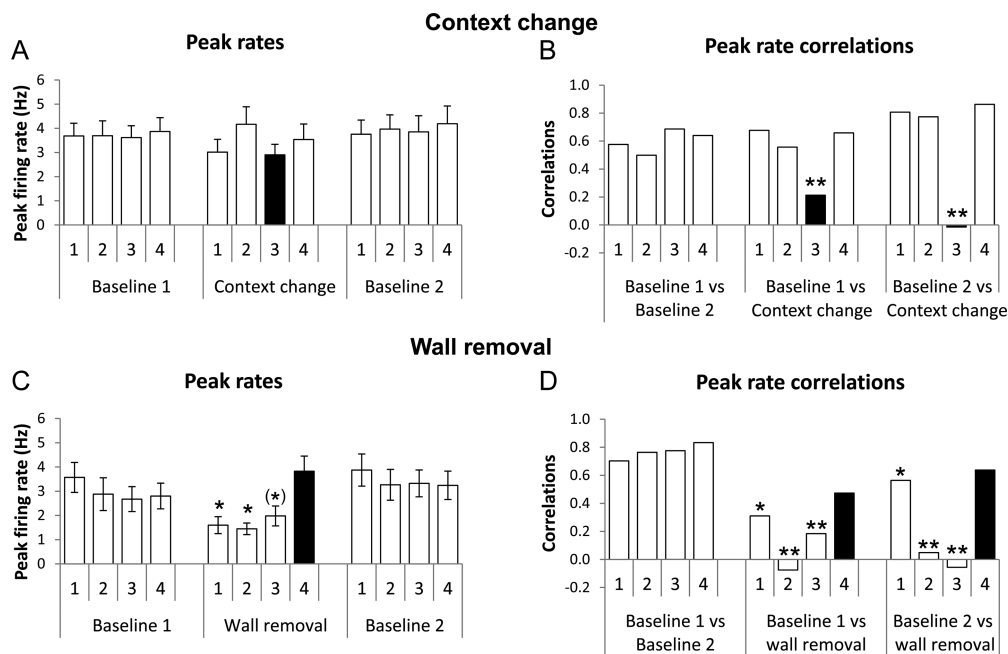 Context change
A
Peak rates
Peak firing rate (Hz)
6
5
4
3
2
1
0
1 2 3 4 1 2 3 4 1 2 3 4
Baseline 1 Context change Baseline 2
B
Peak rate correlations
Correlations
1.0
0.8
0.6
0.4
0.2
0.0
-0.2
**
**
1 2 3 4 1 2 3 4 1 2 3 4
Baseline 1 vs Baseline 1 vs Baseline 2 vs
Baseline 2 Context change Context change
Wall removal
C
Peak rates
Peak firing rate (Hz)
6
5
4
3
2
1
0
* * (*)
1 2 3 4 1 2 3 4 1 2 3 4
Baseline 1 Wall removal Baseline 2
D
Peak rate correlations
Correlations
1.0
0.8
0.6
0.4
0.2
0.0
-0.2
* ** ** * ** **
1 2 3 4 1 2 3 4 1 2 3 4
Baseline 1 vs Baseline 1 vs Baseline 2 vs
Baseline 2 wall removal wall removal